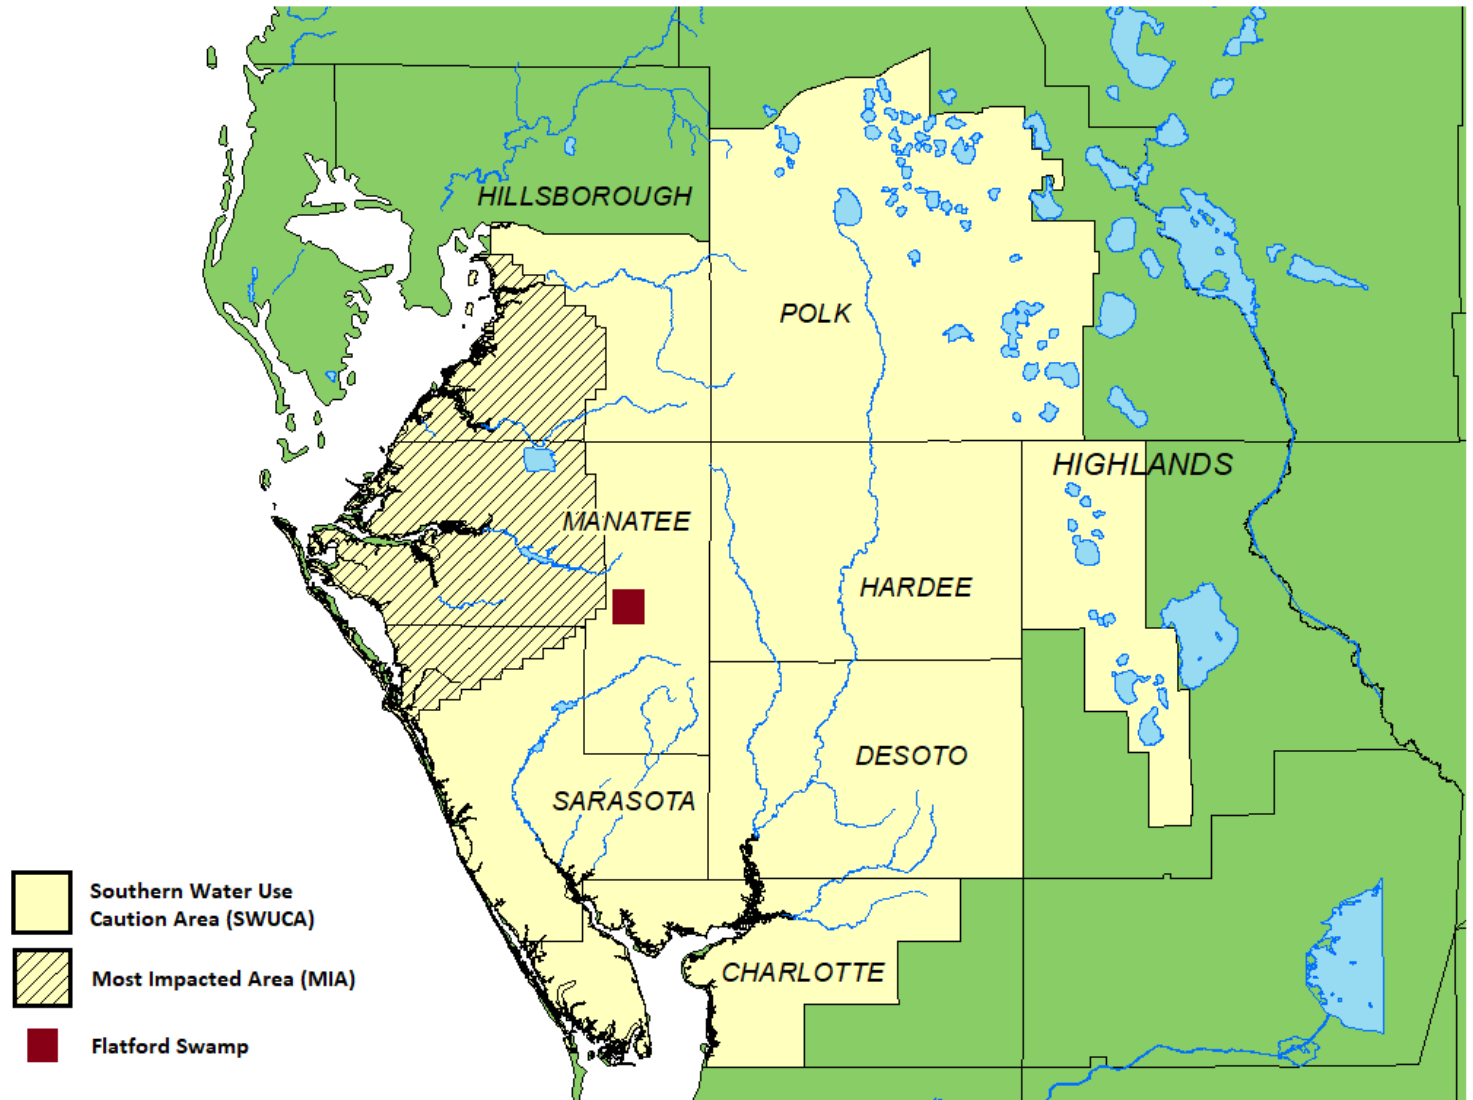 HILLSBOROUGH
POLK
HIGHLANDS
MANATEE
HARDEE
DESOTO
SARASOTA
CHARLOTTE
Southern Water Use
Caution Area (SWUCA)
Most Impacted Area (MIA)
Flatford Swamp